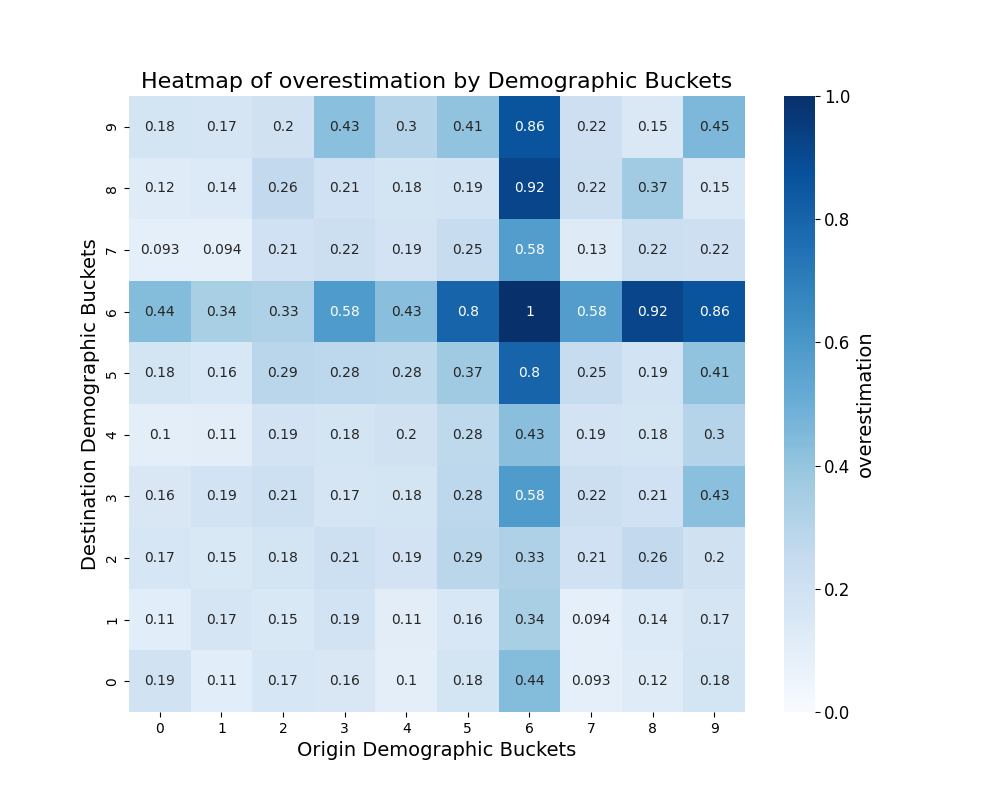 Heatmap of overestimation by Demographic Buckets
9 0.18 0.17 0.2 0.43 0.3 0.41 0.86 0.22 0.15 0.45
8 0.12 0.14 0.26 0.21 0.18 0.19 0.92 0.22 0.37 0.15
7 0.093 0.094 0.21 0.22 0.19 0.25 0.58 0.13 0.22 0.22
6 0.44 0.34 0.33 0.58 0.43 0.8 1 0.58 0.92 0.86
5 0.18 0.16 0.29 0.28 0.28 0.37 0.8 0.25 0.19 0.41
4 0.1 0.11 0.19 0.18 0.2 0.28 0.43 0.19 0.18 0.3
3 0.16 0.19 0.21 0.17 0.18 0.28 0.58 0.22 0.21 0.43
2 0.17 0.15 0.18 0.21 0.19 0.29 0.33 0.21 0.26 0.2
1 0.11 0.17 0.15 0.19 0.11 0.16 0.34 0.094 0.14 0.17
0 0.19 0.11 0.17 0.16 0.1 0.18 0.44 0.093 0.12 0.18
0 1 2 3 4 5 6 7 8 9
Origin Demographic Buckets
Destination Demographic Buckets
1.0
0.8
0.6
0.4
0.2
0.0
overestimation